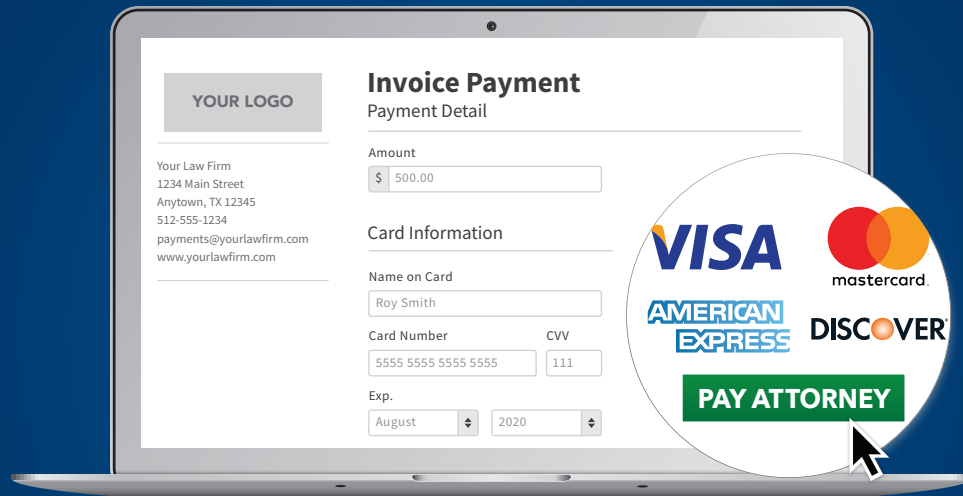 YOUR LOGO
Your Law Firm
1234 Main Street
Anytown, TX 12345
512-555-1234
payments@yourlawfirm.com
www.yourlawfirm.com
Invoice Payment
Payment Detail
Amount
$ 500.00
Card Information
Name on Card
Roy Smith
Card Number CVV
5555 5555 5555 5555 111
Exp.
August 2020
VISA
mastercard.
AMERICAN
EXPRESS
DISCOVER
PAY ATTORNEY